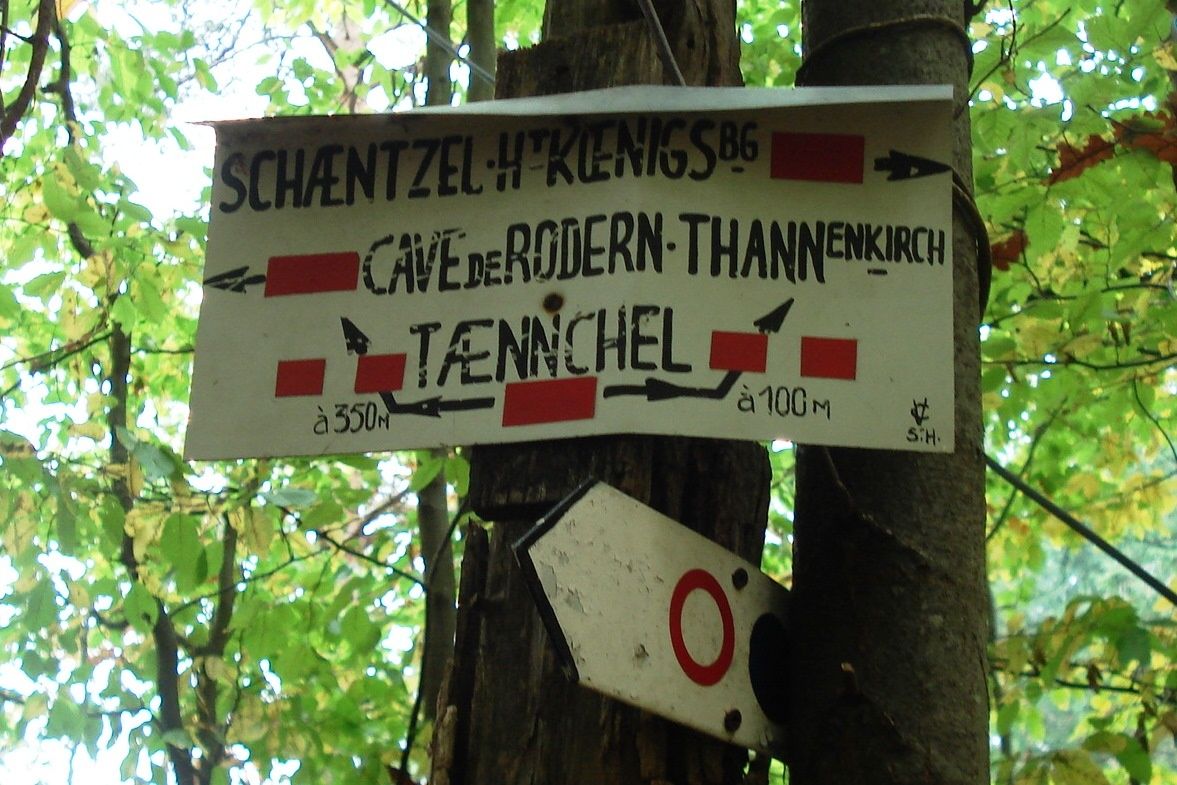 SCHÆNTZEL·HT KŒNIGSBG
CAVE DE RODERN·THANNENKIRCH
TÆNNCHEL
à 350M
à 100M
S.H.